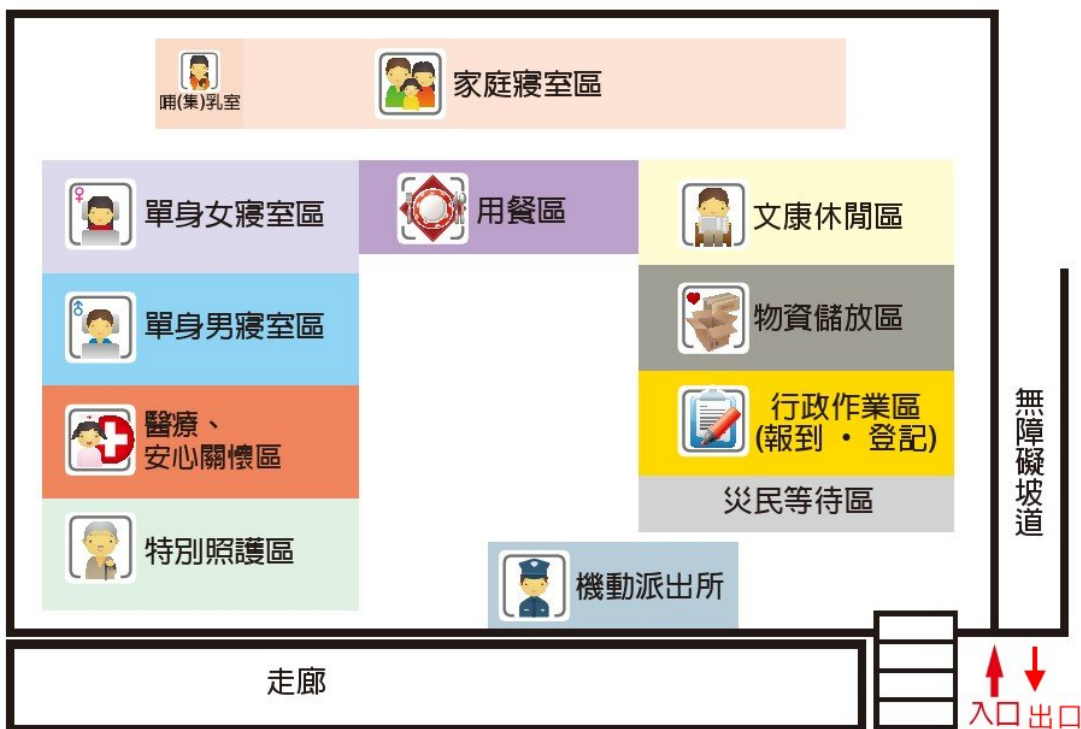 哺(集)乳室
家庭寢室區
單身女寢室區
用餐區
文康休閒區
單身男寢室區
物資儲放區
醫療、
安心關懷區
行政作業區
(報到 ‧ 登記)
災民等待區
特別照護區
機動派出所
無障礙坡道
走廊
入口
出口